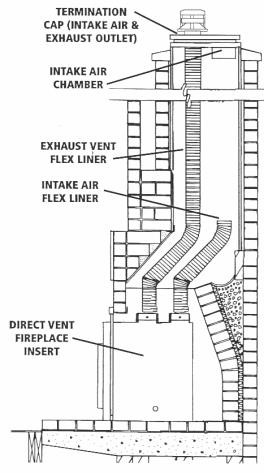 TERMINATION
CAP (INTAKE AIR &
EXHAUST OUTLET)
INTAKE AIR
CHAMBER
EXHAUST VENT
FLEX LINER
INTAKE AIR
FLEX LINER
DIRECT VENT
FIREPLACE
INSERT